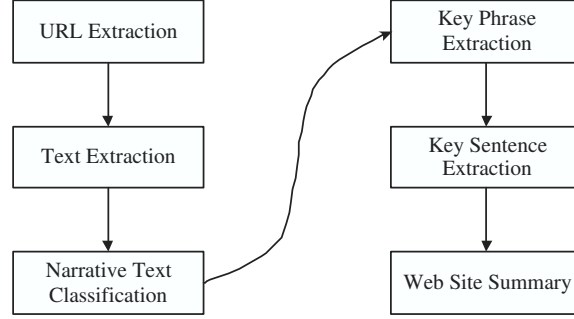 URL Extraction
Text Extraction
Narrative Text
Classification
Key Phrase
Extraction
Key Sentence
Extraction
Web Site Summary